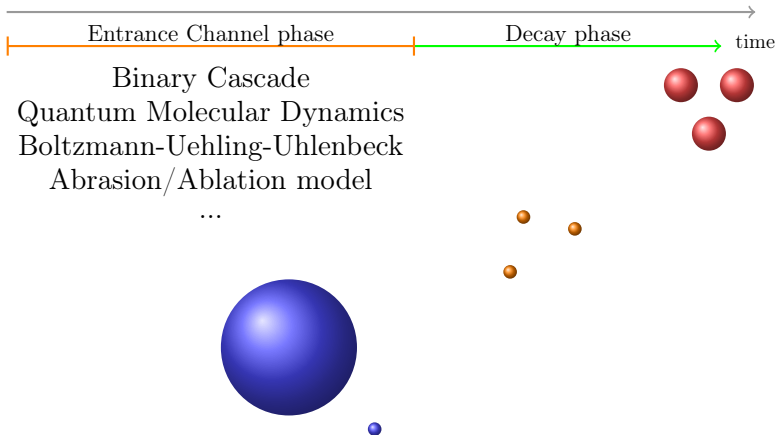 Entrance Channel phase
Decay phase
time
Binary Cascade
Quantum Molecular Dynamics
Boltzmann-Uehling-Uhlenbeck
Abrasion/Ablation model
...